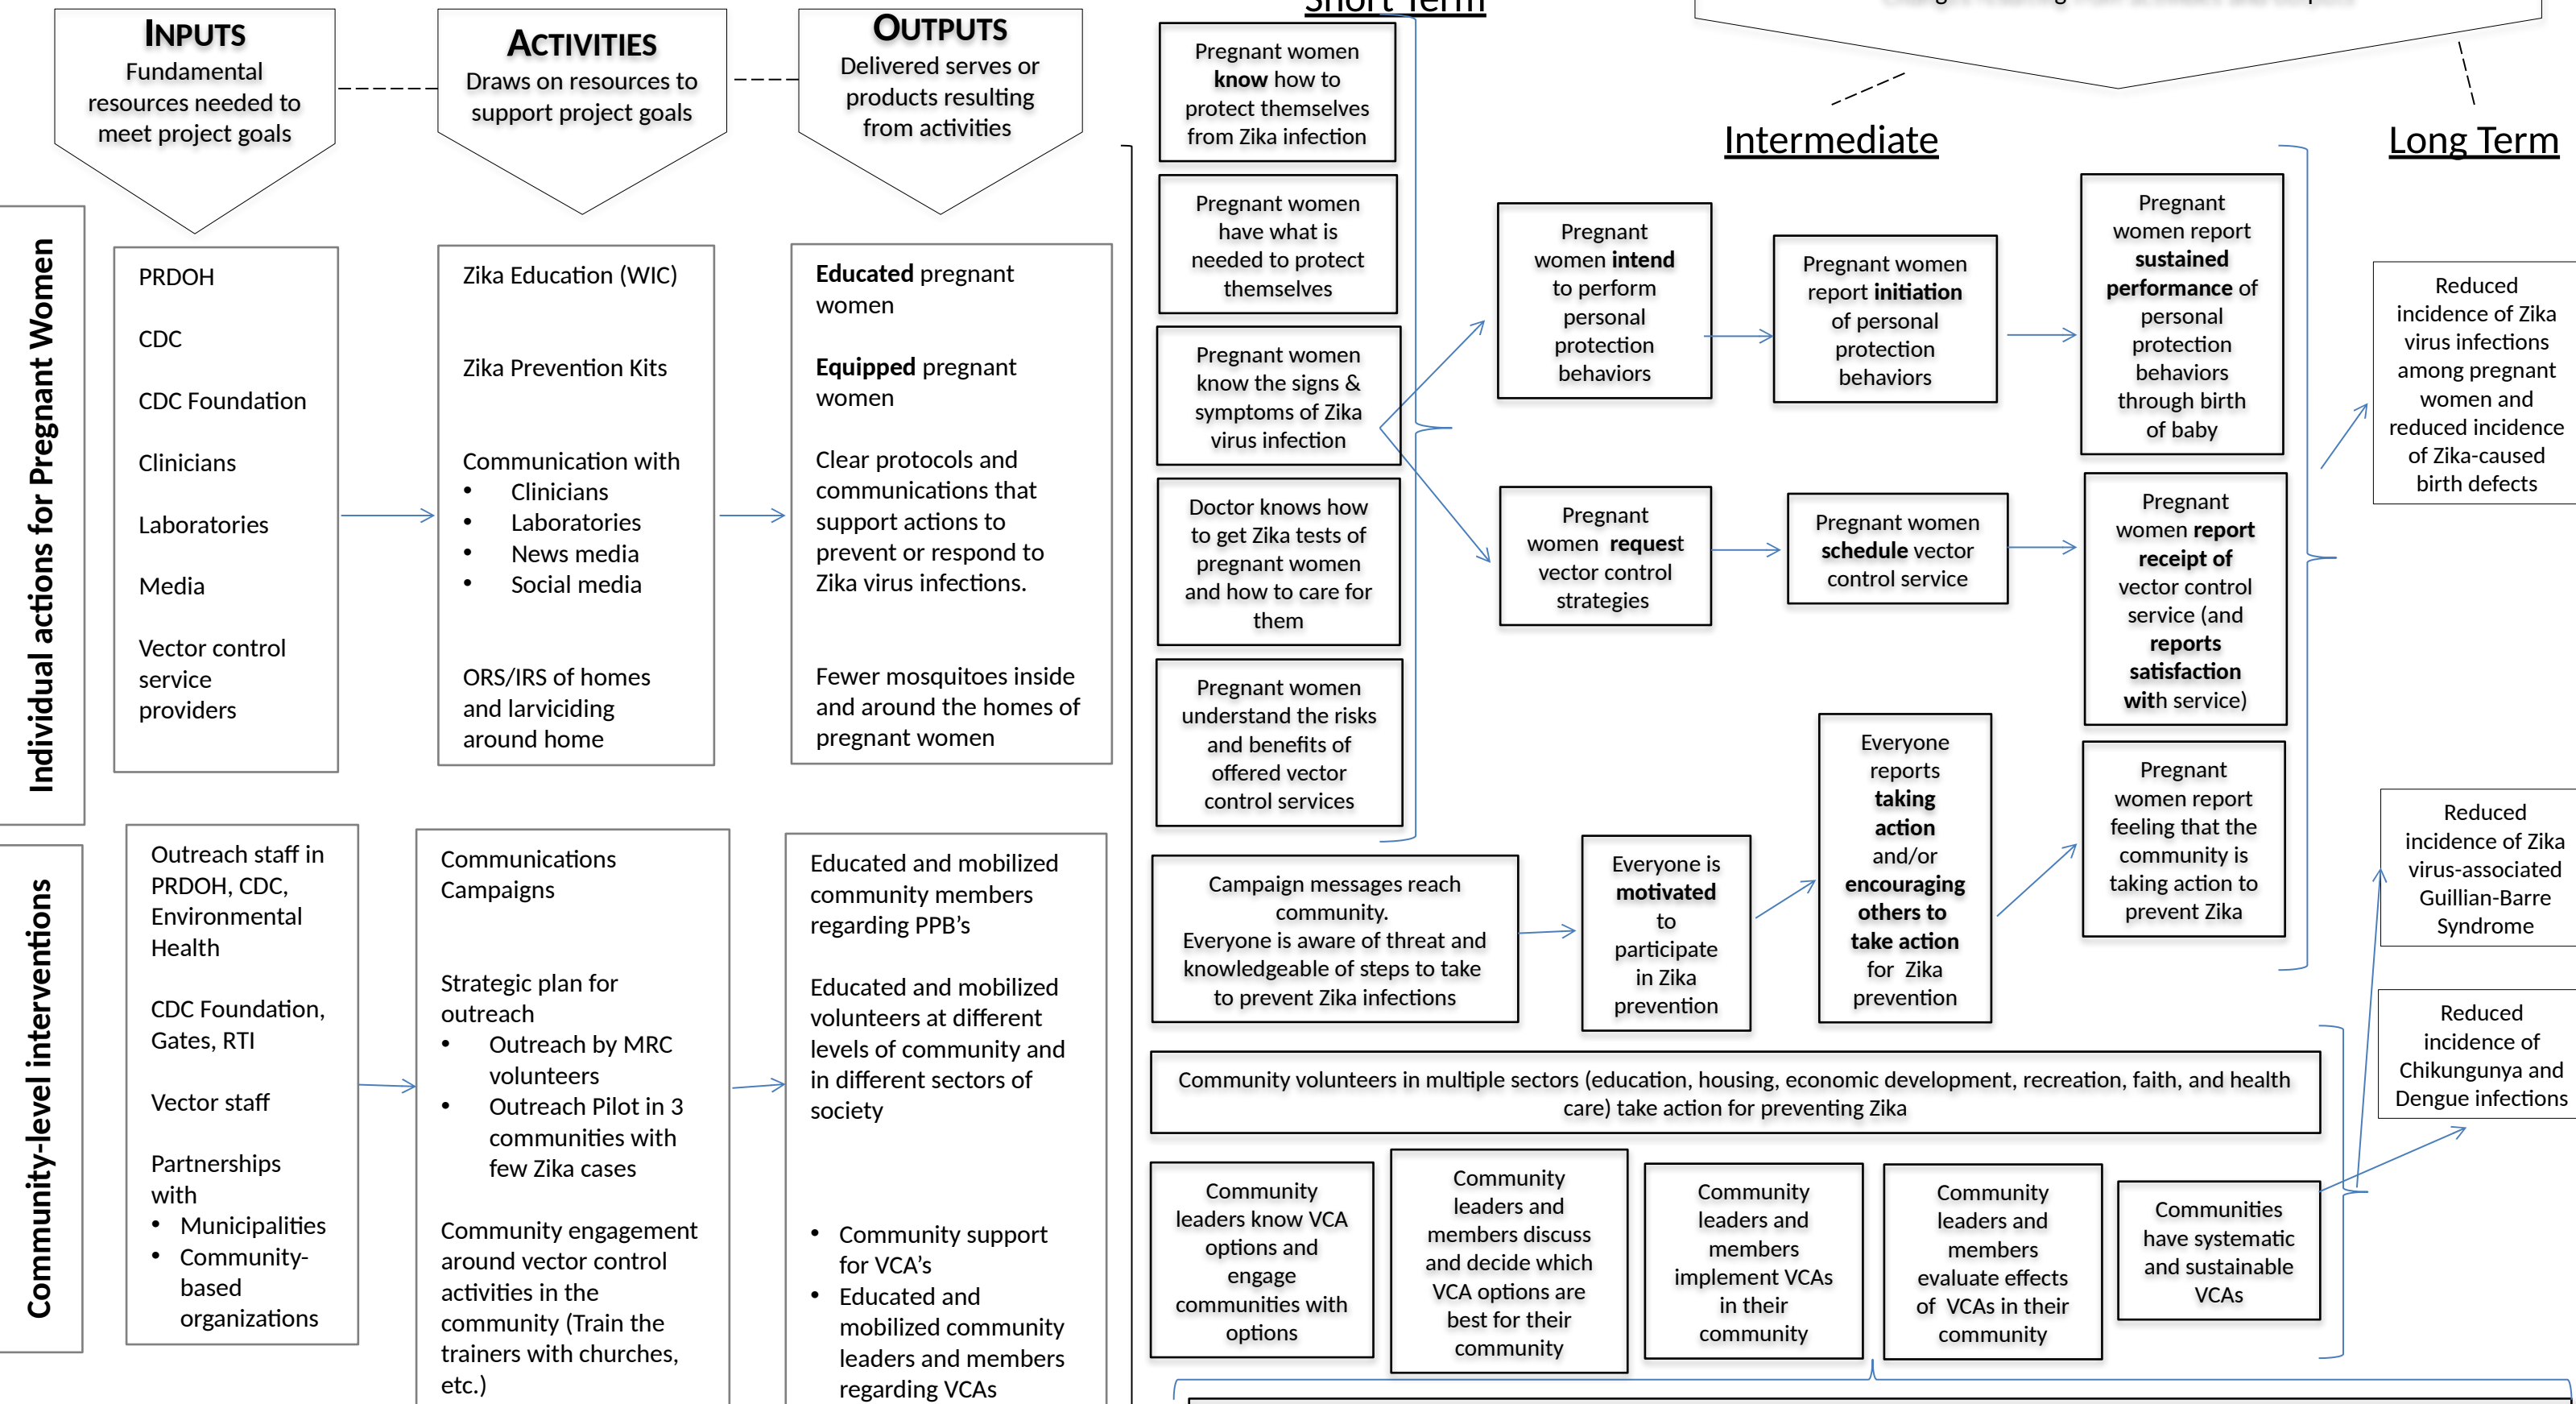 INPUTS
Fundamental
resources needed to
meet project goals
ACTIVITIES
Draws on resources to
support project goals
OUTPUTS
Delivered serves or
products resulting
from activities
Short Term
Changes resulting from activities and outputs
Intermediate
Long Term
Individual actions for Pregnant Women
PRDOH
CDC
CDC Foundation
Clinicians
Laboratories
Media
Vector control
service
providers
Zika Education (WIC)
Zika Prevention Kits
Communication with
• Clinicians
• Laboratories
• News media
• Social media
ORS/IRS of homes
and larviciding
around home
Educated pregnant
women
Equipped pregnant
women
Clear protocols and
communications that
support actions to
prevent or respond to
Zika virus infections.
Fewer mosquitoes inside
and around the homes of
pregnant women
Pregnant women
know how to
protect themselves
from Zika infection
Pregnant women
have what is
needed to protect
themselves
Pregnant women
know the signs &
symptoms of Zika
virus infection
Doctor knows how
to get Zika tests of
pregnant women
and how to care for
them
Pregnant women
understand the risks
and benefits of
offered vector
control services
Pregnant
women intend
to perform
personal
protection
behaviors
Pregnant women
report initiation
of personal
protection
behaviors
Pregnant
women report
sustained
performance of
personal
protection
behaviors
through birth
of baby
Pregnant
women request
vector control
strategies
Pregnant women
schedule vector
control service
Pregnant
women report
receipt of
vector control
service (and
reports
satisfaction
with service)
Reduced
incidence of Zika
virus infections
among pregnant
women and
reduced incidence
of Zika-caused
birth defects
Community-level interventions
Outreach staff in
PRDOH, CDC,
Environmental
Health
CDC Foundation,
Gates, RTI
Vector staff
Partnerships
with
• Municipalities
• Community-
based
organizations
Communications
Campaigns
Strategic plan for
outreach
• Outreach by MRC
volunteers
• Outreach Pilot in 3
communities with
few Zika cases
Community engagement
around vector control
activities in the
community (Train the
trainers with churches,
etc.)
Educated and mobilized
community members
regarding PPB’s
Educated and mobilized
volunteers at different
levels of community and
in different sectors of
society
• Community support
for VCA’s
• Educated and
mobilized community
leaders and members
regarding VCAs
Campaign messages reach
community.
Everyone is aware of threat and
knowledgeable of steps to take
to prevent Zika infections
Everyone is
motivated
to
participate
in Zika
prevention
Everyone
reports
taking
action
and/or
encouraging
others to
take action
for Zika
prevention
Pregnant
women report
feeling that the
community is
taking action to
prevent Zika
Reduced
incidence of Zika
virus-associated
Guillian-Barre
Syndrome
Reduced
incidence of
Chikungunya and
Dengue infections
Community volunteers in multiple sectors (education, housing, economic development, recreation, faith, and health
care) take action for preventing Zika
Community
leaders know VCA
options and
engage
communities with
options
Community
leaders and
members discuss
and decide which
VCA options are
best for their
community
Community
leaders and
members
implement VCAs
in their
community
Community
leaders and
members
evaluate effects
of VCAs in their
community
Communities
have systematic
and sustainable
VCAs